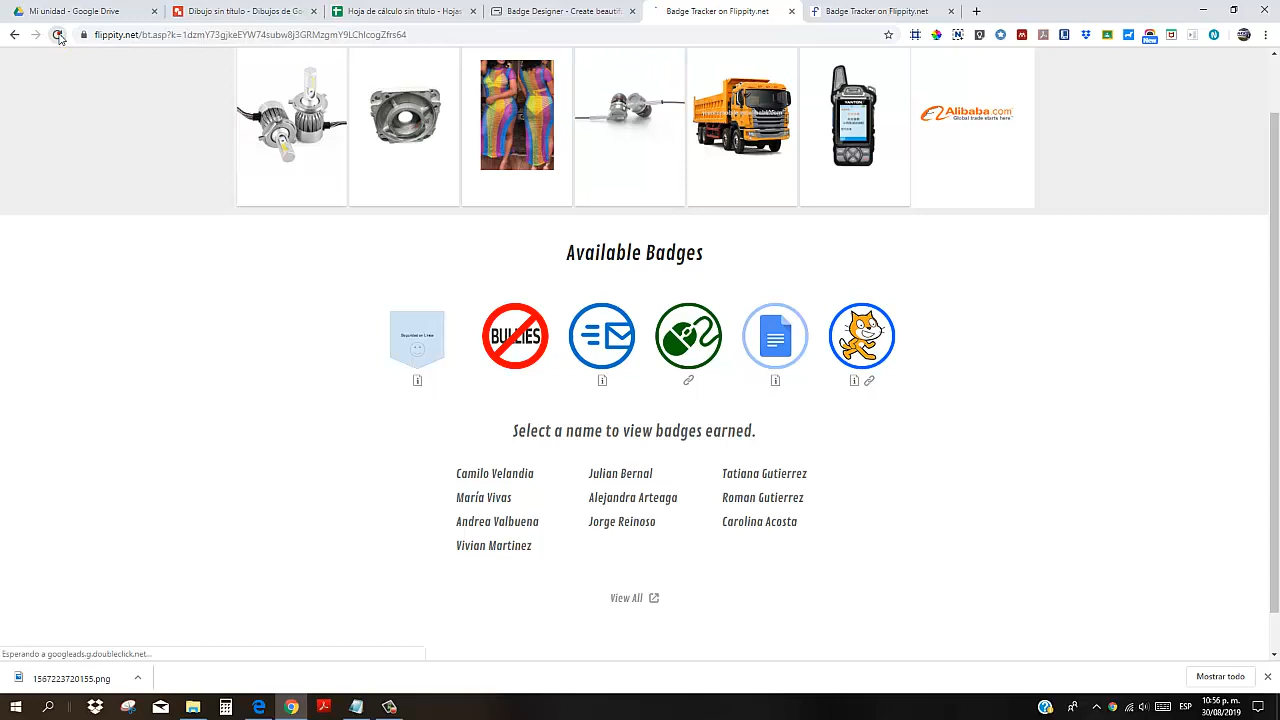 Mi unidad - Google Drive
Dibujo sin título - Dibujos de Go
Hoja de cálculo sin título - Hojas
Badge Designer - Create beautif
Badge Tracker on Flippity.net
Badge Tracker on Flippity.net
flippity.net/bt.asp?k=1dzmY73gjkeEYW74subw8J3GRMzgmY9LChlcogZfrs64
New
Alibaba.com
Global trade starts here
Available Badges
BULLIES
Select a name to view badges earned.
Camilo Velandia
Julian Bernal
Tatiana Gutierrez
María Vivas
Alejandra Arteaga
Roman Gutierrez
Andrea Valbuena
Jorge Reinoso
Carolina Acosta
Vivian Martinez
View All
Esperando a googleads.g.doubleclick.net...
1567223720155.png
Mostrar todo
ESP
10:56 p. m.
30/08/2019